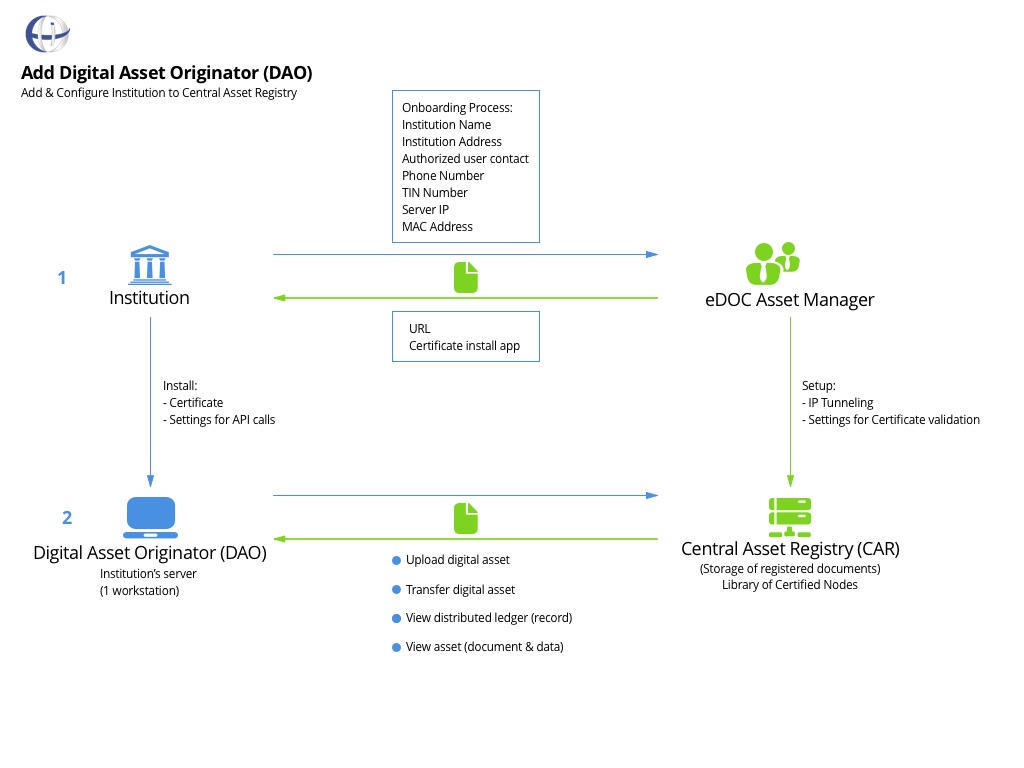 Add Digital Asset Originator (DAO)
Add & Configure Institution to Central Asset Registry
Onboarding Process:
Institution Name
Institution Address
Authorized user contact
Phone Number
TIN Number
Server IP
MAC Address
1
Institution
eDOC Asset Manager
URL
Certificate install app
Install:
- Certificate
- Settings for API calls
Setup:
- IP Tunneling
- Settings for Certificate validation
2
Digital Asset Originator (DAO)
Institution's server
(1 workstation)
Central Asset Registry (CAR)
(Storage of registered documents)
Library of Certified Nodes
Upload digital asset
Transfer digital asset
View distributed ledger (record)
View asset (document & data)